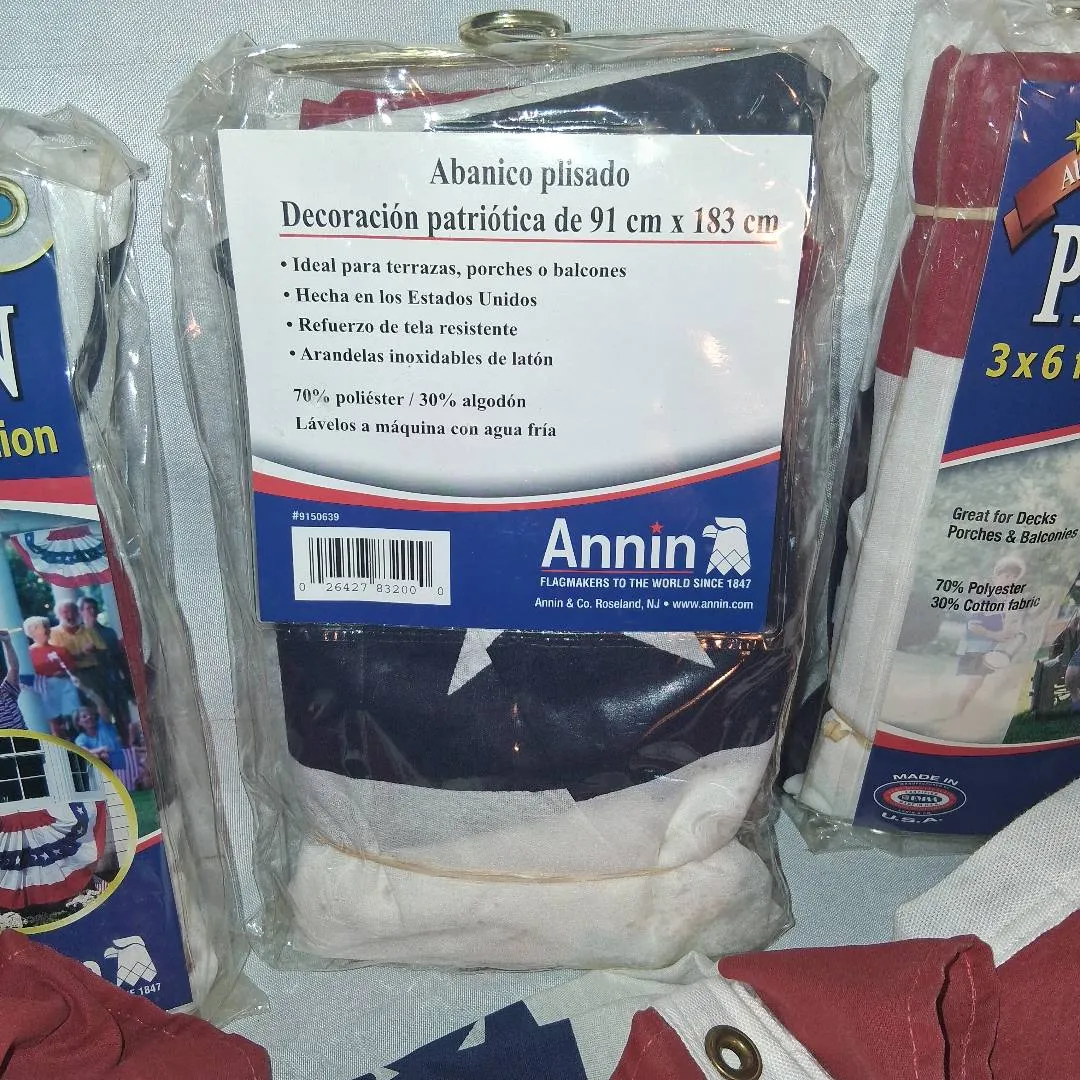 Abanico plisado
Decoración patriótica de 91 cm x 183 cm
• Ideal para terrazas, porches o balcones
• Hecha en los Estados Unidos
• Refuerzo de tela resistente
• Arandelas inoxidables de latón
70% poliéster / 30% algodón
Lávelos a máquina con agua fría
#9150639
0 26427 83200 0
Annin
FLAGMAKERS TO THE WORLD SINCE 1847
Annin & Co. Roseland, NJ • www.annin.com
3x6
Great for Decks
Porches & Balconies
70% Polyester
30% Cotton fabric
MADE IN
U.S.A.
1847